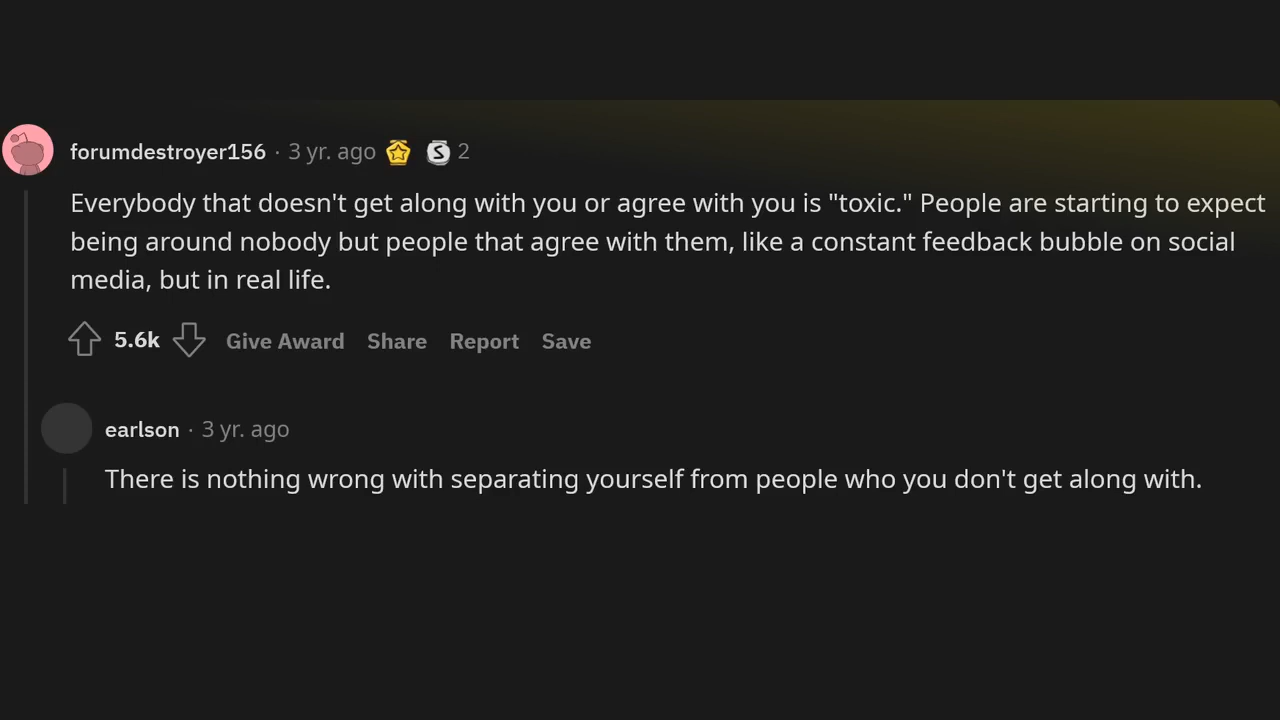 forumdestroyer156 · 3 yr. ago S 2
Everybody that doesn't get along with you or agree with you is "toxic." People are starting to expect
being around nobody but people that agree with them, like a constant feedback bubble on social
media, but in real life.
5.6k Give Award Share Report Save
earlson · 3 yr. ago
There is nothing wrong with separating yourself from people who you don't get along with.